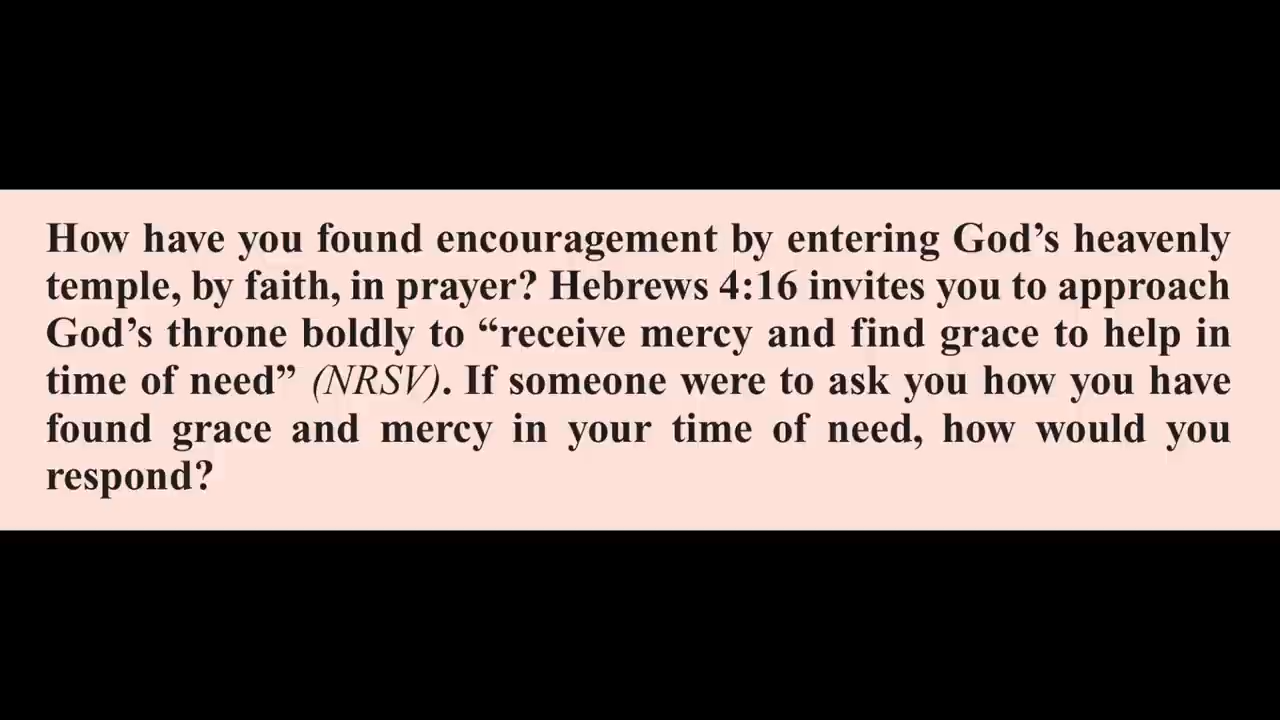 How have you found encouragement by entering God’s heavenly
temple, by faith, in prayer? Hebrews 4:16 invites you to approach
God’s throne boldly to “receive mercy and find grace to help in
time of need” (NRSV). If someone were to ask you how you have
found grace and mercy in your time of need, how would you
respond?